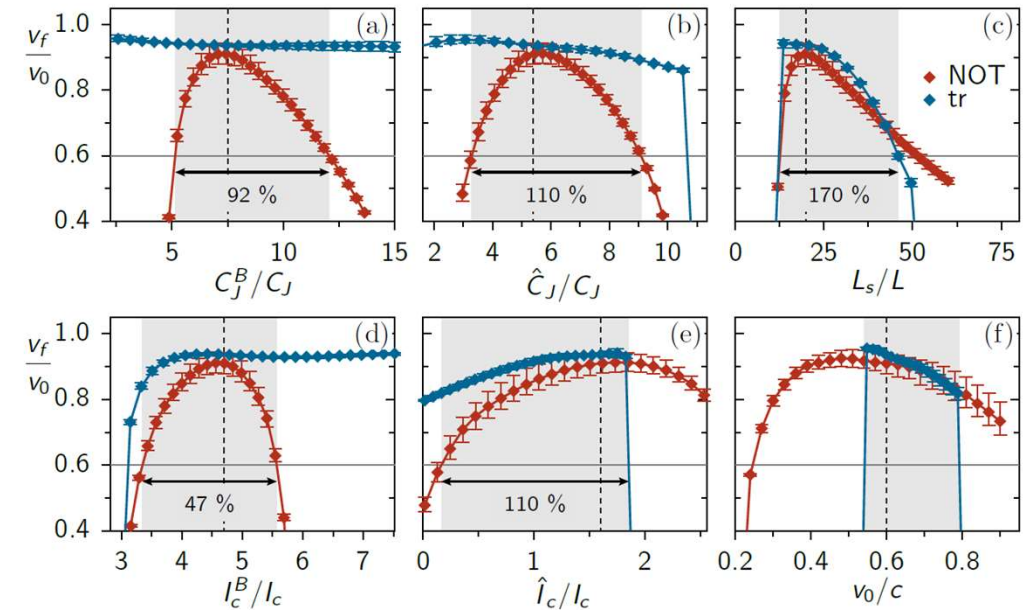 (a) (b) (c)
v_f/v_0
1.0 0.8 0.6 0.4
92 % 110 % 170 %
NOT
tr
5 10 15 2 4 6 8 10 0 25 50 75
C_J^B/C_J Ĉ_J/C_J L_s/L
(d) (e) (f)
v_f/v_0
1.0 0.8 0.6 0.4
47 % 110 %
3 4 5 6 7 0 1 2 0.2 0.4 0.6 0.8
I_c^B/I_c Î_c/I_c v_0/c